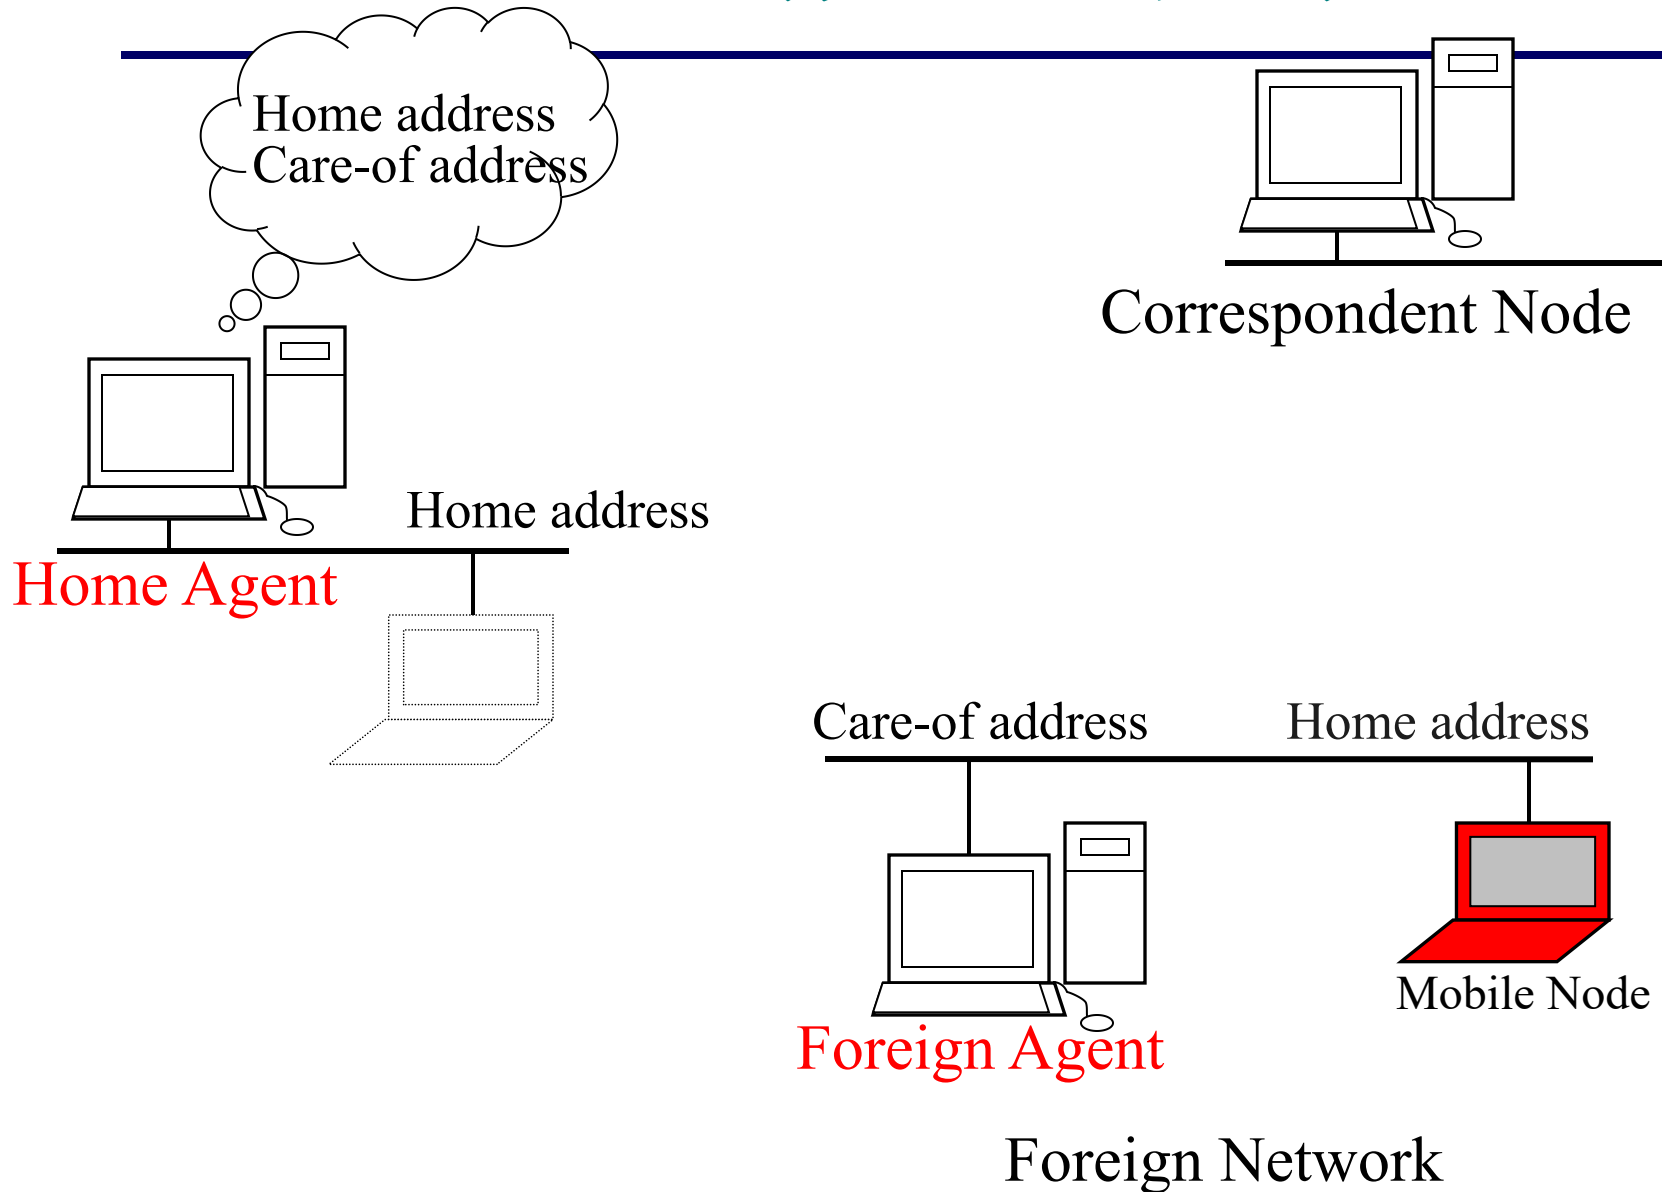 Home address
Care-of address
Correspondent Node
Home address
Home Agent
Care-of address
Home address
Mobile Node
Foreign Agent
Foreign Network